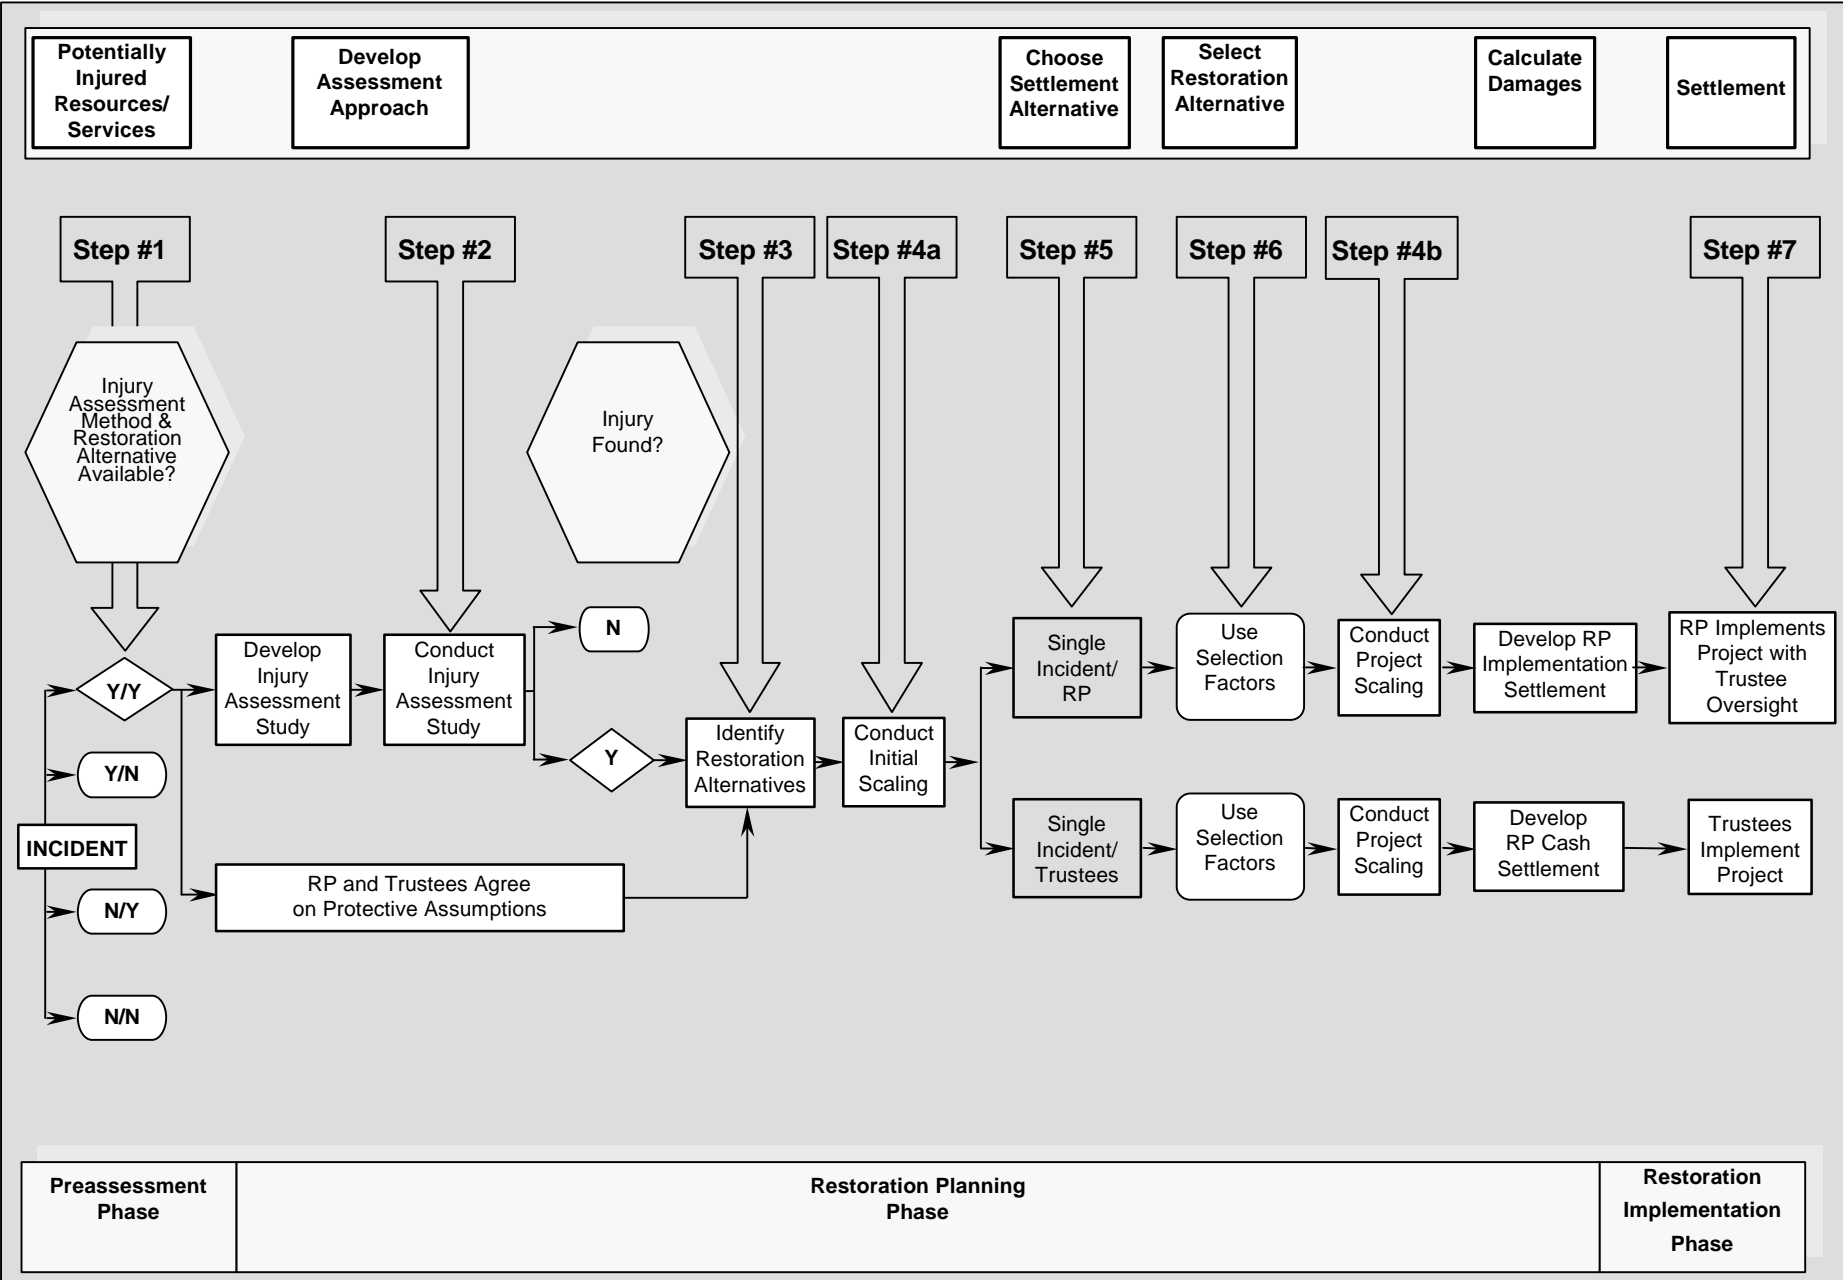 Potentially
Injured
Resources/
Services
Develop
Assessment
Approach
Choose
Settlement
Alternative
Select
Restoration
Alternative
Calculate
Damages
Settlement
Step #1
Step #2
Step #3
Step #4a
Step #5
Step #6
Step #4b
Step #7
Injury
Assessment
Method &
Restoration
Alternative
Available?
Injury
Found?
Y/Y
Y/N
INCIDENT
N/Y
N/N
Develop
Injury
Assessment
Study
Conduct
Injury
Assessment
Study
N
Y
RP and Trustees Agree
on Protective Assumptions
Identify
Restoration
Alternatives
Conduct
Initial
Scaling
Single
Incident/
RP
Use
Selection
Factors
Conduct
Project
Scaling
Develop RP
Implementation
Settlement
RP Implements
Project with
Trustee
Oversight
Single
Incident/
Trustees
Use
Selection
Factors
Conduct
Project
Scaling
Develop
RP Cash
Settlement
Trustees
Implement
Project
Preassessment
Phase
Restoration Planning
Phase
Restoration
Implementation
Phase